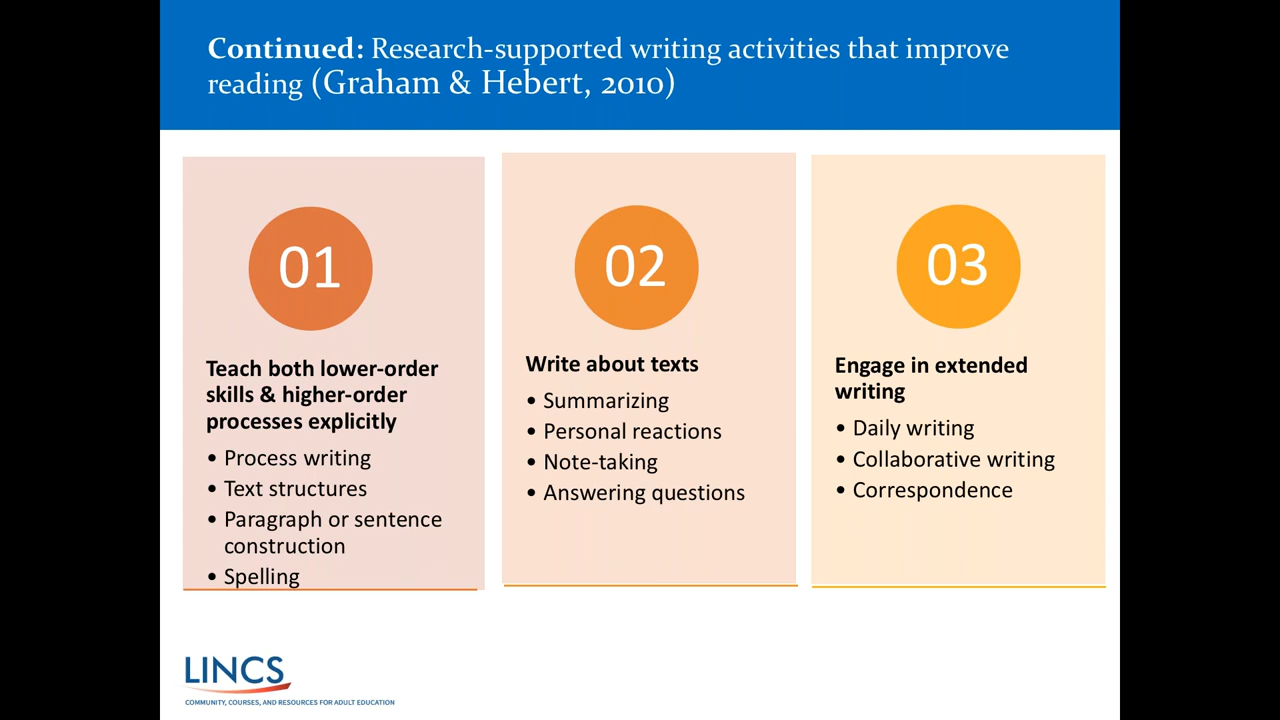 Continued: Research-supported writing activities that improve
reading (Graham & Hebert, 2010)
01
Teach both lower-order
skills & higher-order
processes explicitly
• Process writing
• Text structures
• Paragraph or sentence
construction
• Spelling
02
Write about texts
• Summarizing
• Personal reactions
• Note-taking
• Answering questions
03
Engage in extended
writing
• Daily writing
• Collaborative writing
• Correspondence
LINCS
COMMUNITY, COURSES, AND RESOURCES FOR ADULT EDUCATION